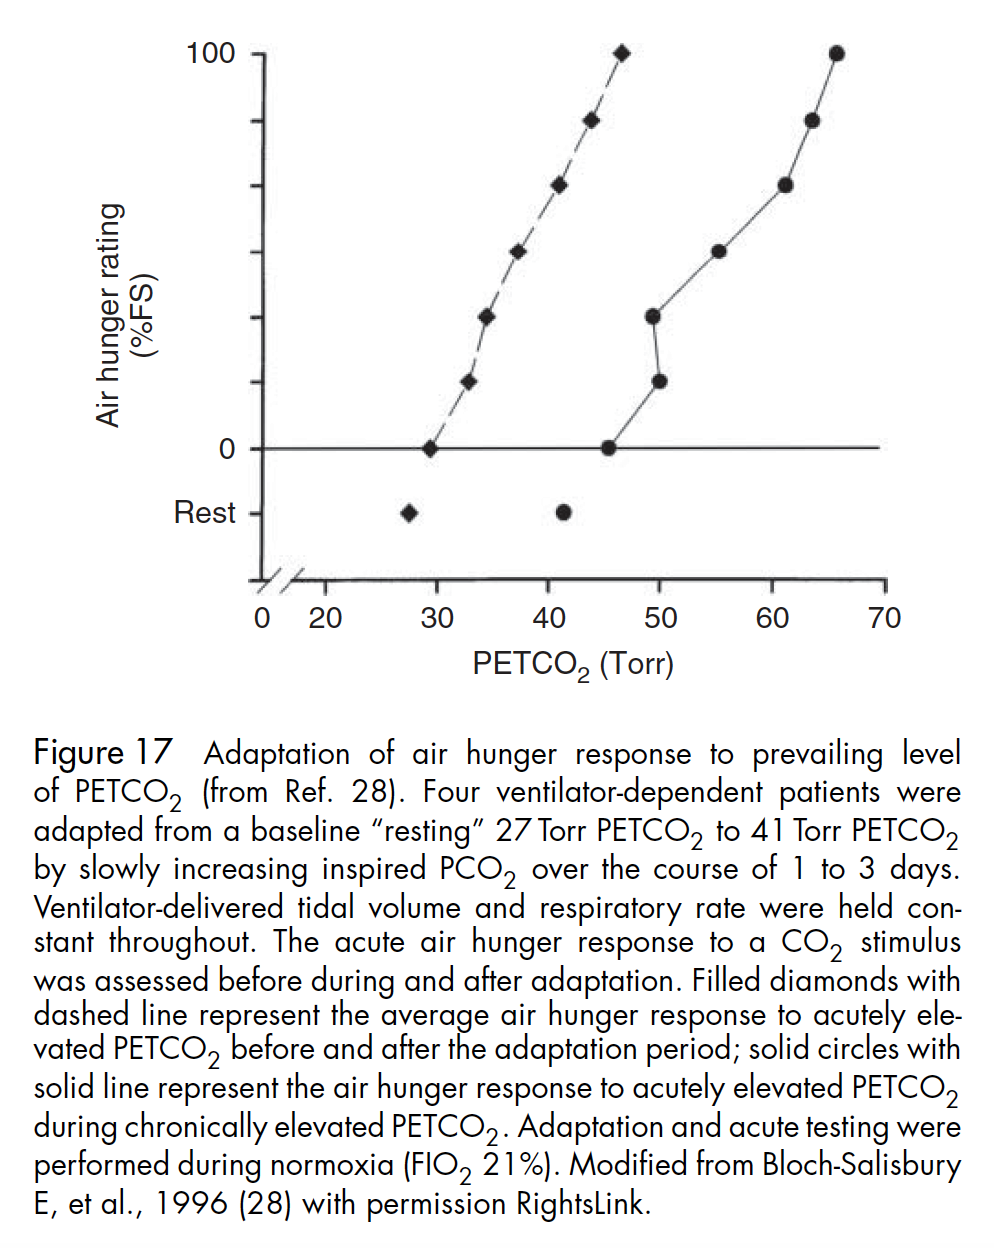 100
Air hunger rating
(%FS)
0
Rest
0 20 30 40 50 60 70
PETCO₂ (Torr)
Figure 17 Adaptation of air hunger response to prevailing level
of PETCO₂ (from Ref. 28). Four ventilator-dependent patients were
adapted from a baseline “resting” 27 Torr PETCO₂ to 41 Torr PETCO₂
by slowly increasing inspired PCO₂ over the course of 1 to 3 days.
Ventilator-delivered tidal volume and respiratory rate were held con-
stant throughout. The acute air hunger response to a CO₂ stimulus
was assessed before during and after adaptation. Filled diamonds with
dashed line represent the average air hunger response to acutely ele-
vated PETCO₂ before and after the adaptation period; solid circles with
solid line represent the air hunger response to acutely elevated PETCO₂
during chronically elevated PETCO₂. Adaptation and acute testing were
performed during normoxia (FIO₂ 21%). Modified from Bloch-Salisbury
E, et al., 1996 (28) with permission RightsLink.